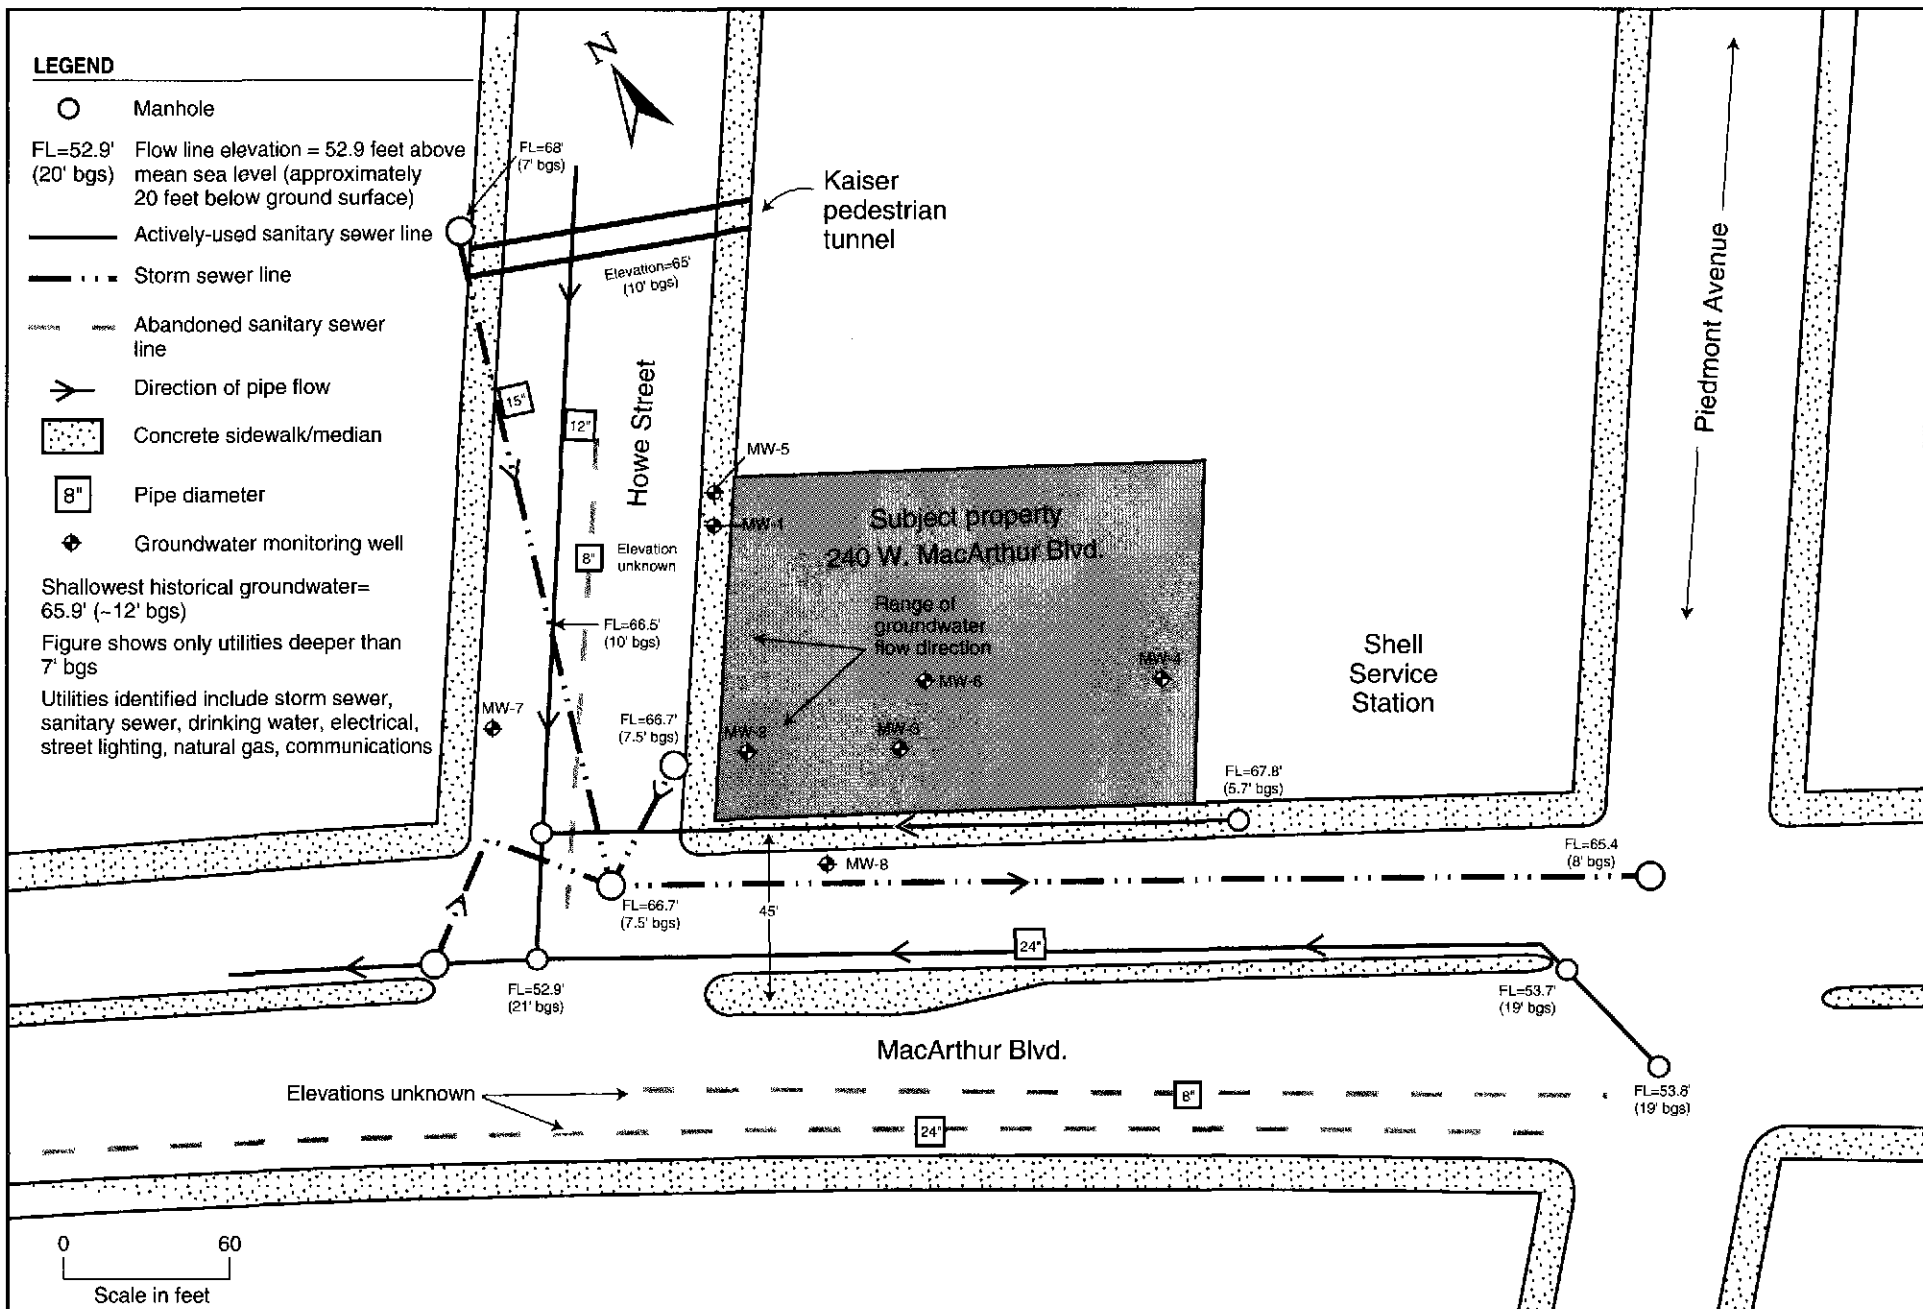 LEGEND
Manhole
FL=52.9' Flow line elevation = 52.9 feet above
(20' bgs) mean sea level (approximately
20 feet below ground surface)
Actively-used sanitary sewer line
Storm sewer line
Abandoned sanitary sewer
line
Direction of pipe flow
Concrete sidewalk/median
8" Pipe diameter
Groundwater monitoring well
Shallowest historical groundwater=
65.9' (~12' bgs)
Figure shows only utilities deeper than
7' bgs
Utilities identified include storm sewer,
sanitary sewer, drinking water, electrical,
street lighting, natural gas, communications
N
FL=68'
(7' bgs)
Kaiser
pedestrian
tunnel
Elevation=65'
(10' bgs)
Piedmont Avenue
15"
12"
Howe Street
MW-5
MW-1
Subject property
240 W. MacArthur Blvd.
8"
Elevation
unknown
Range of
groundwater
flow direction
FL=66.5'
(10' bgs)
MW-6
MW-4
Shell
Service
Station
MW-7
FL=66.7'
(7.5' bgs)
MW-3
FL=67.8'
(5.7' bgs)
MW-8
FL=65.4
(8' bgs)
FL=66.7'
(7.5' bgs)
45'
24"
FL=52.9'
(21' bgs)
FL=53.7'
(19' bgs)
MacArthur Blvd.
Elevations unknown
8"
FL=53.8'
(19' bgs)
24"
0 60
Scale in feet